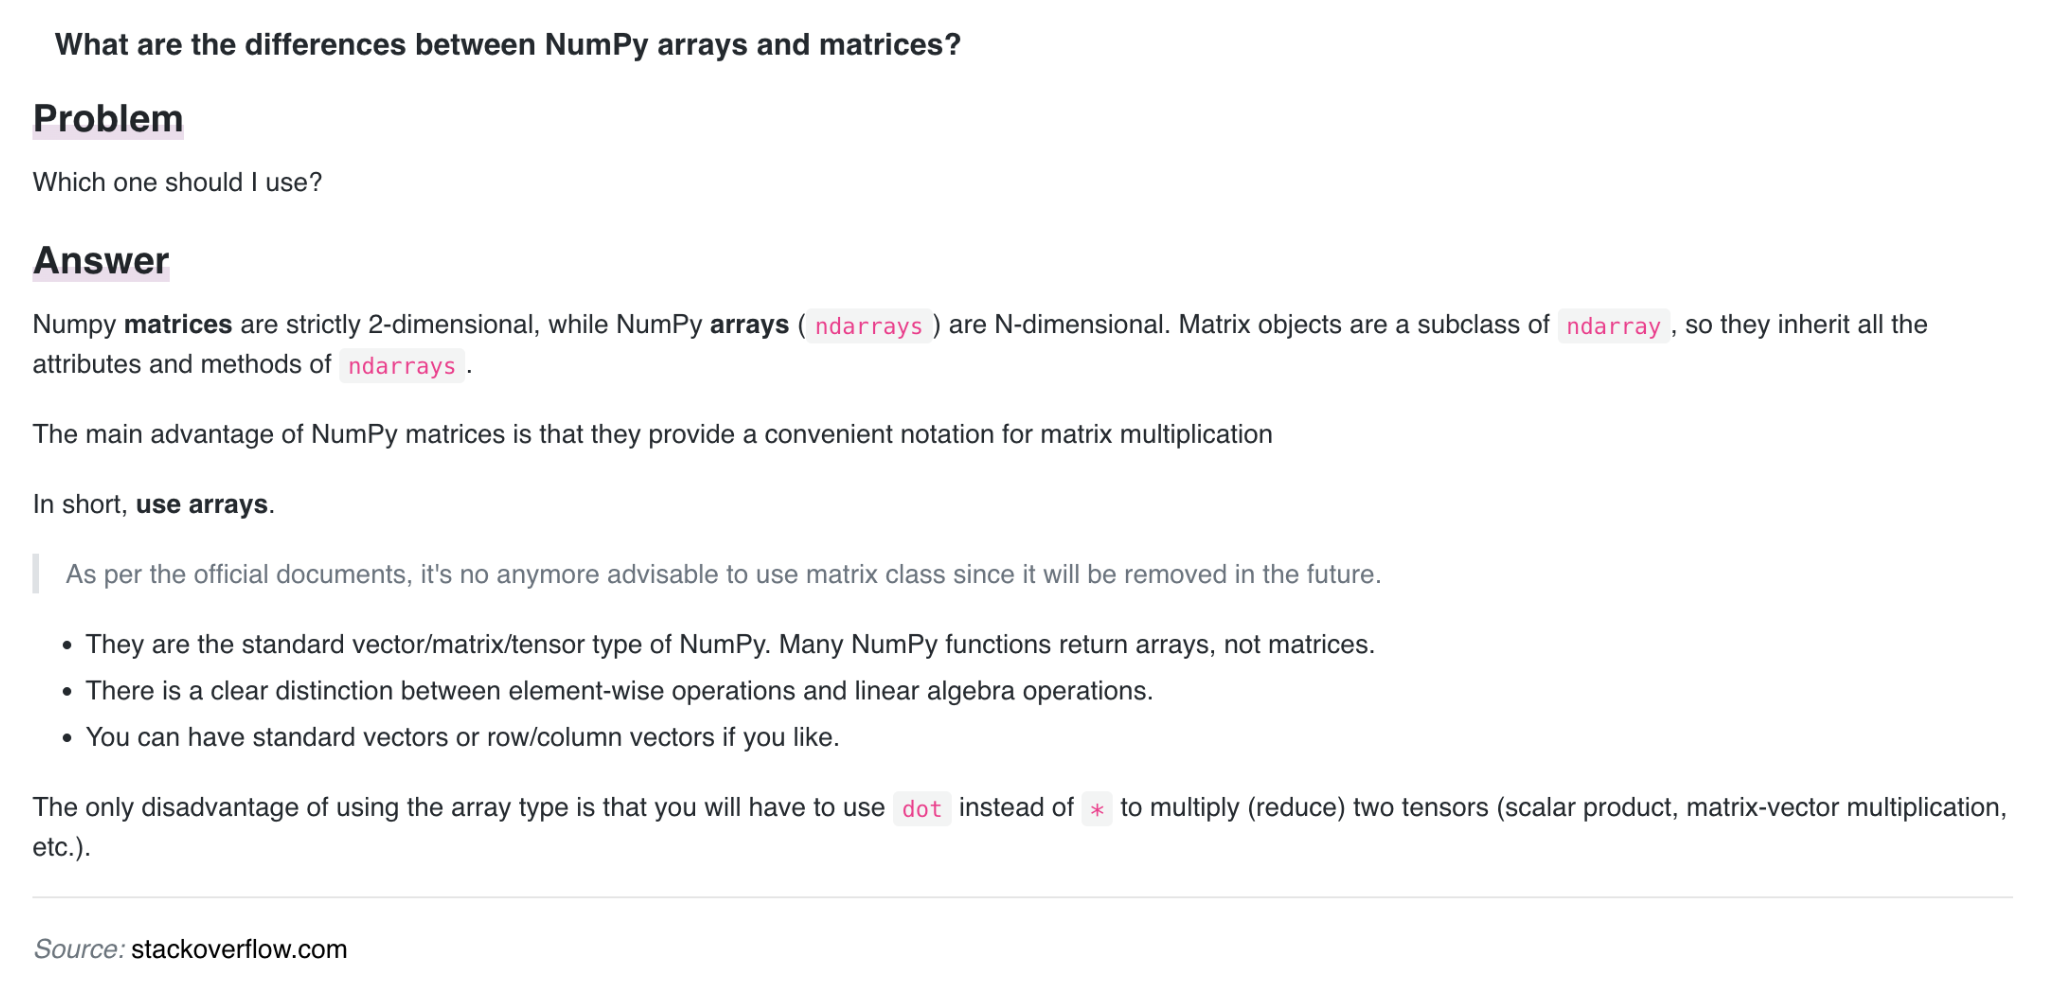 What are the differences between NumPy arrays and matrices?
Problem
Which one should I use?
Answer
Numpy matrices are strictly 2-dimensional, while NumPy arrays ( ndarrays ) are N-dimensional. Matrix objects are a subclass of ndarray , so they inherit all the
attributes and methods of ndarrays .
The main advantage of NumPy matrices is that they provide a convenient notation for matrix multiplication
In short, use arrays.
As per the official documents, it's no anymore advisable to use matrix class since it will be removed in the future.
• They are the standard vector/matrix/tensor type of NumPy. Many NumPy functions return arrays, not matrices.
• There is a clear distinction between element-wise operations and linear algebra operations.
• You can have standard vectors or row/column vectors if you like.
The only disadvantage of using the array type is that you will have to use dot instead of * to multiply (reduce) two tensors (scalar product, matrix-vector multiplication,
etc.).
Source: stackoverflow.com